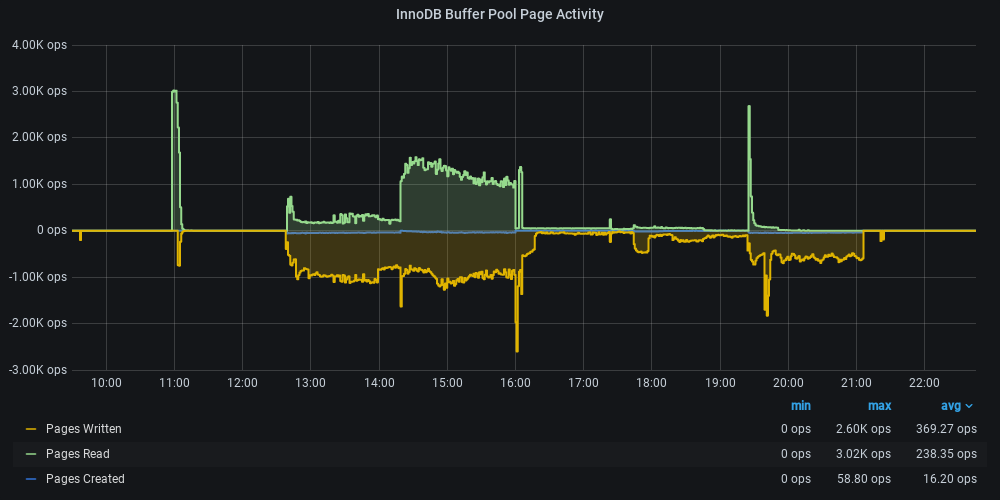 InnoDB Buffer Pool Page Activity
4.00K ops
3.00K ops
2.00K ops
1.00K ops
0 ops
-1.00K ops
-2.00K ops
-3.00K ops
10:00 11:00 12:00 13:00 14:00 15:00 16:00 17:00 18:00 19:00 20:00 21:00 22:00
min max avg
Pages Written 0 ops 2.60K ops 369.27 ops
Pages Read 0 ops 3.02K ops 238.35 ops
Pages Created 0 ops 58.80 ops 16.20 ops